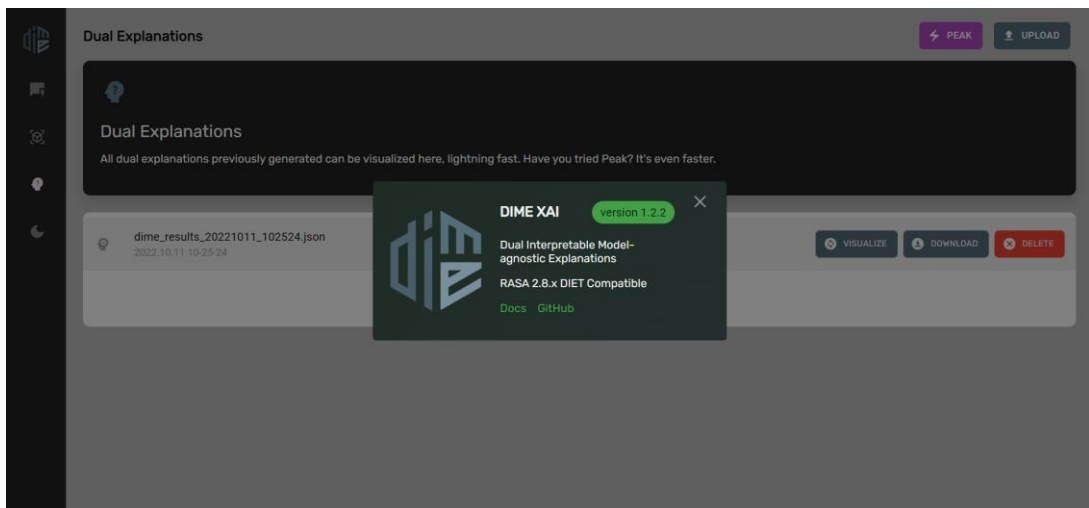 dime
Dual Explanations
PEAK
UPLOAD
Dual Explanations
All dual explanations previously generated can be visualized here, lightning fast. Have you tried Peak? It's even faster.
dime_results_20221011_102524.json
2022.10.11 10-25-24
VISUALIZE
DOWNLOAD
DELETE
dime
DIME XAI
version 1.2.2
Dual Interpretable Model-
agnostic Explanations
RASA 2.8.x DIET Compatible
Docs GitHub